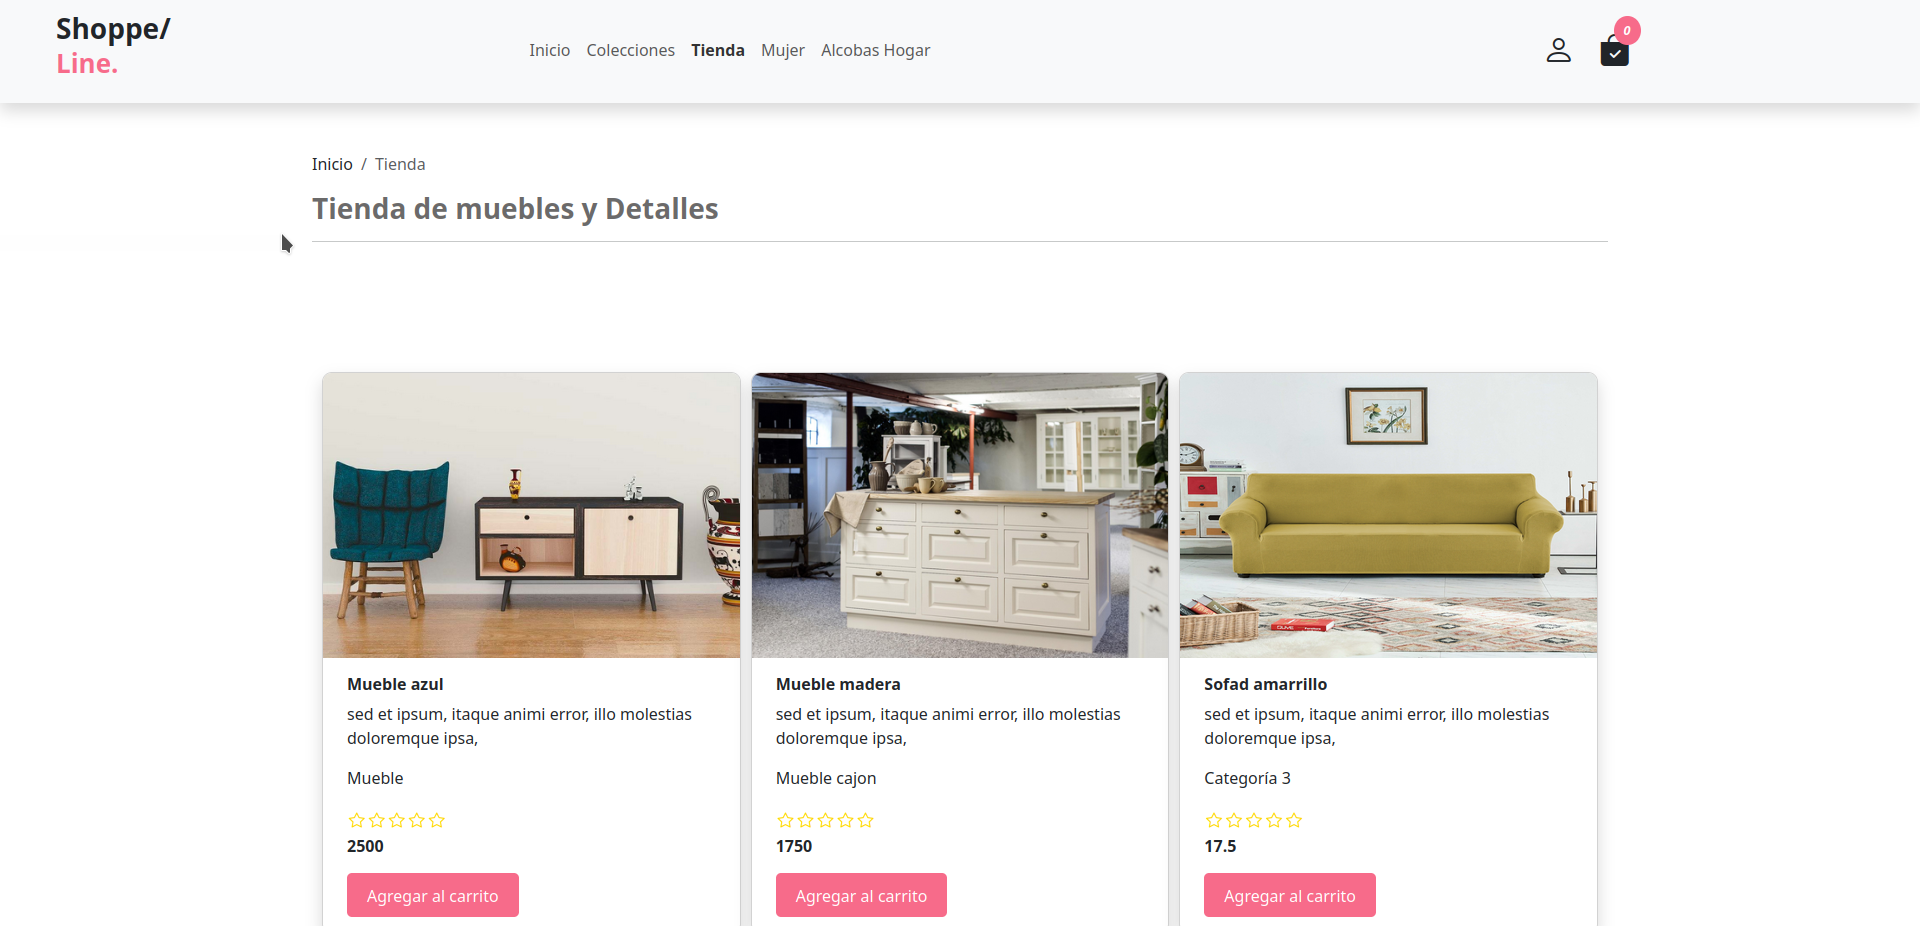 Shoppe/
Line.
Inicio Colecciones Tienda Mujer Alcobas Hogar
0
Inicio / Tienda
Tienda de muebles y Detalles
Mueble azul
sed et ipsum, itaque animi error, illo molestias
doloremque ipsa,
Mueble
2500
Agregar al carrito
Mueble madera
sed et ipsum, itaque animi error, illo molestias
doloremque ipsa,
Mueble cajon
1750
Agregar al carrito
Sofad amarrillo
sed et ipsum, itaque animi error, illo molestias
doloremque ipsa,
Categoría 3
17.5
Agregar al carrito